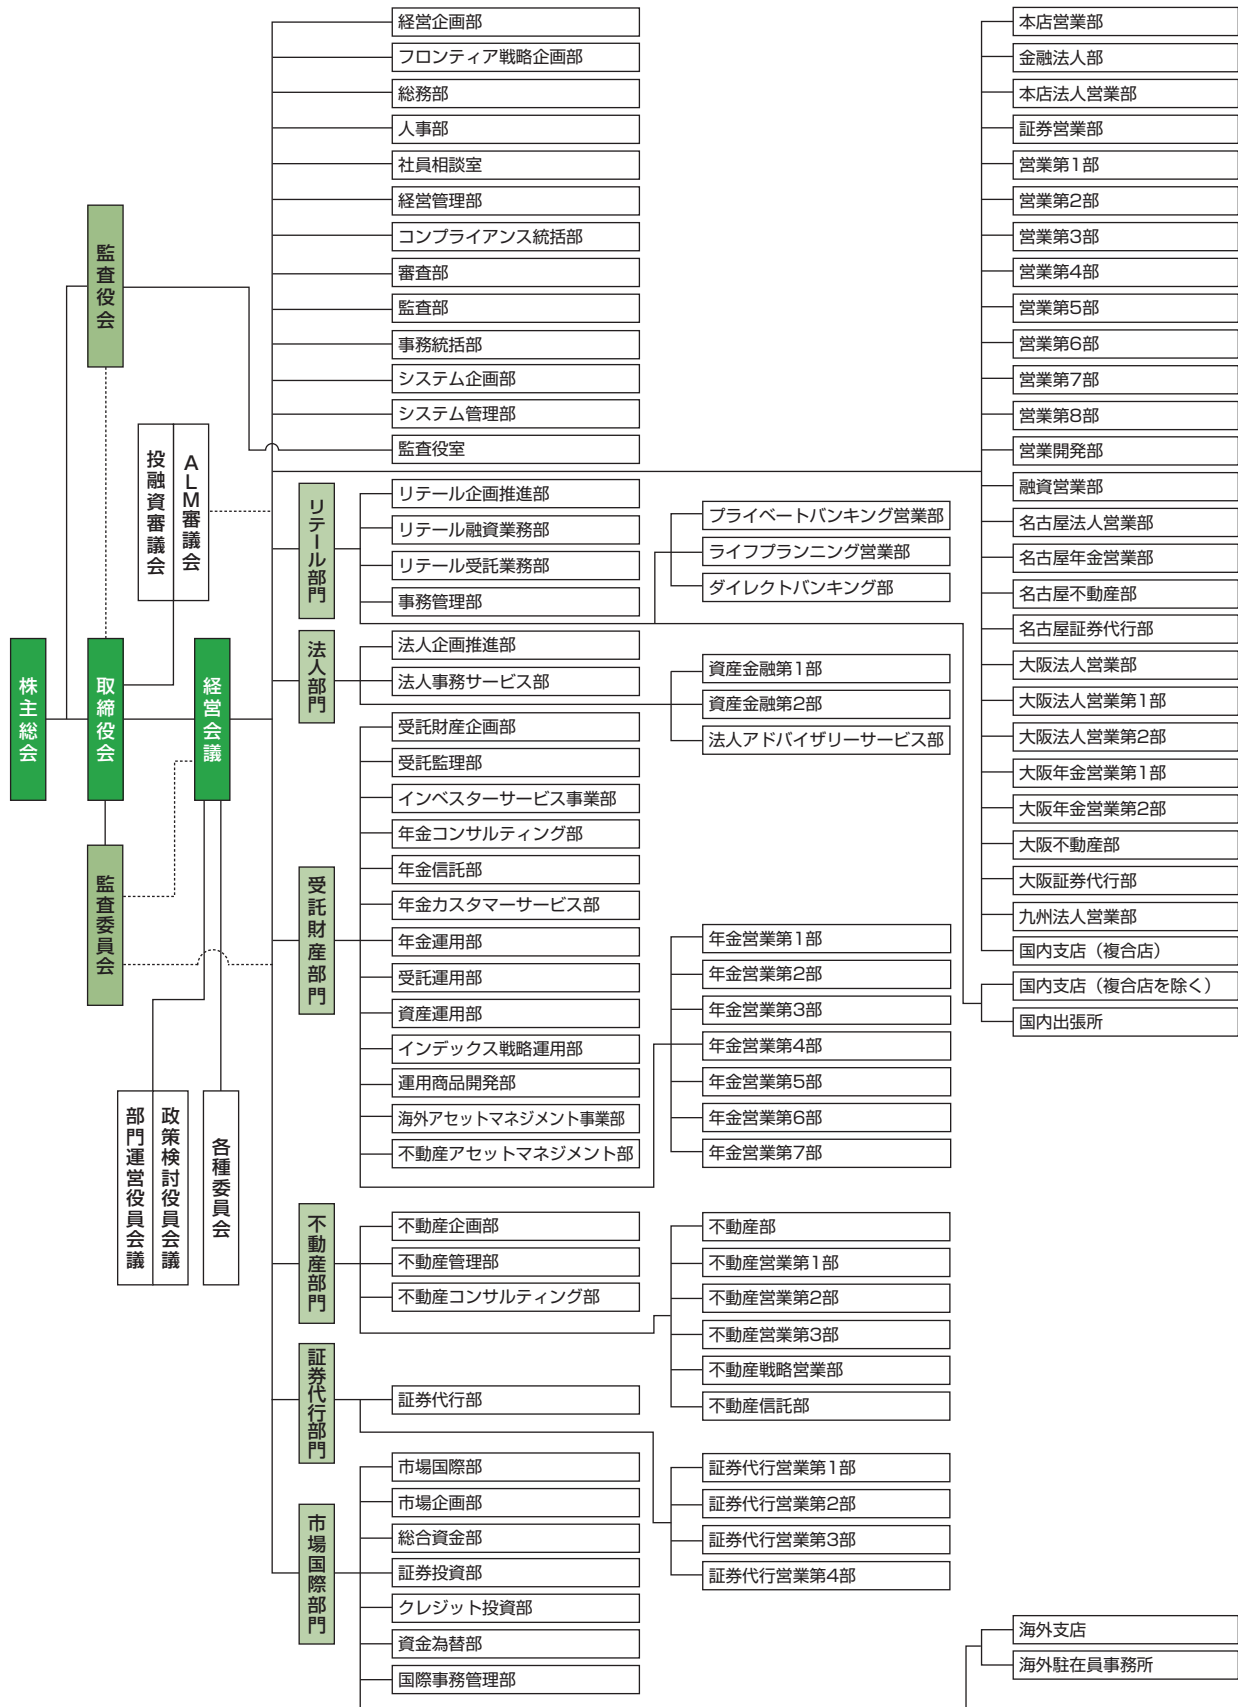 株主総会
監査役会
取締役会
監査委員会
投融資審議会
ALM審議会
経営会議
部門運営役員会議
政策検討役員会議
各種委員会
経営企画部
フロンティア戦略企画部
総務部
人事部
社員相談室
経営管理部
コンプライアンス統括部
審査部
監査部
事務統括部
システム企画部
システム管理部
監査役室
リテール部門
リテール企画推進部
リテール融資業務部
リテール受託業務部
事務管理部
プライベートバンキング営業部
ライフプランニング営業部
ダイレクトバンキング部
法人部門
法人企画推進部
法人事務サービス部
資産金融第1部
資産金融第2部
法人アドバイザリーサービス部
受託財産部門
受託財産企画部
受託監理部
インベスターサービス事業部
年金コンサルティング部
年金信託部
年金カスタマーサービス部
年金運用部
受託運用部
資産運用部
インデックス戦略運用部
運用商品開発部
海外アセットマネジメント事業部
不動産アセットマネジメント部
年金営業第1部
年金営業第2部
年金営業第3部
年金営業第4部
年金営業第5部
年金営業第6部
年金営業第7部
不動産部門
不動産企画部
不動産管理部
不動産コンサルティング部
不動産部
不動産営業第1部
不動産営業第2部
不動産営業第3部
不動産戦略営業部
不動産信託部
証券代行部門
証券代行部
証券代行営業第1部
証券代行営業第2部
証券代行営業第3部
証券代行営業第4部
市場国際部門
市場国際部
市場企画部
総合資金部
証券投資部
クレジット投資部
資金為替部
国際事務管理部
本店営業部
金融法人部
本店法人営業部
証券営業部
営業第1部
営業第2部
営業第3部
営業第4部
営業第5部
営業第6部
営業第7部
営業第8部
営業開発部
融資営業部
名古屋法人営業部
名古屋年金営業部
名古屋不動産部
名古屋証券代行部
大阪法人営業部
大阪法人営業第1部
大阪法人営業第2部
大阪年金営業第1部
大阪年金営業第2部
大阪不動産部
大阪証券代行部
九州法人営業部
国内支店（複合店）
国内支店（複合店を除く）
国内出張所
海外支店
海外駐在員事務所